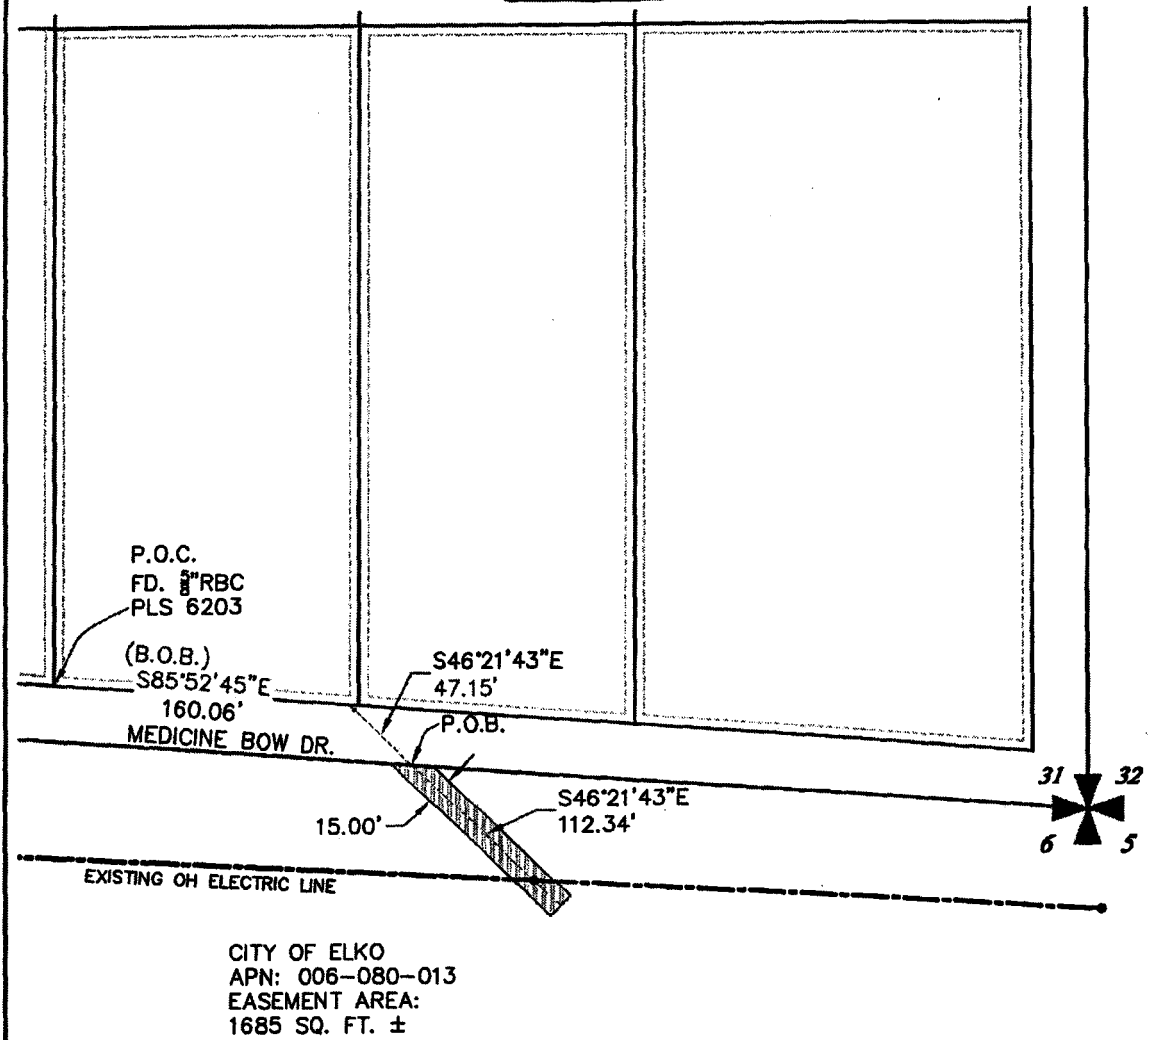 P.O.C.
FD. 5/8"RBC
PLS 6203
(B.O.B.)
S85°52'45"E
160.06'
MEDICINE BOW DR.
S46°21'43"E
47.15'
P.O.B.
S46°21'43"E
112.34'
15.00'
31 32
6 5
EXISTING OH ELECTRIC LINE
CITY OF ELKO
APN: 006-080-013
EASEMENT AREA:
1685 SQ. FT. ±